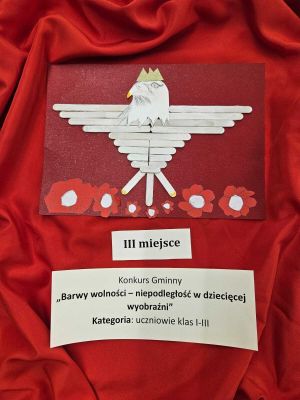 III miejsce
Konkurs Gminny
„Barwy wolności – niepodległość w dziecięcej
wyobraźni”
Kategoria: uczniowie klas I-III